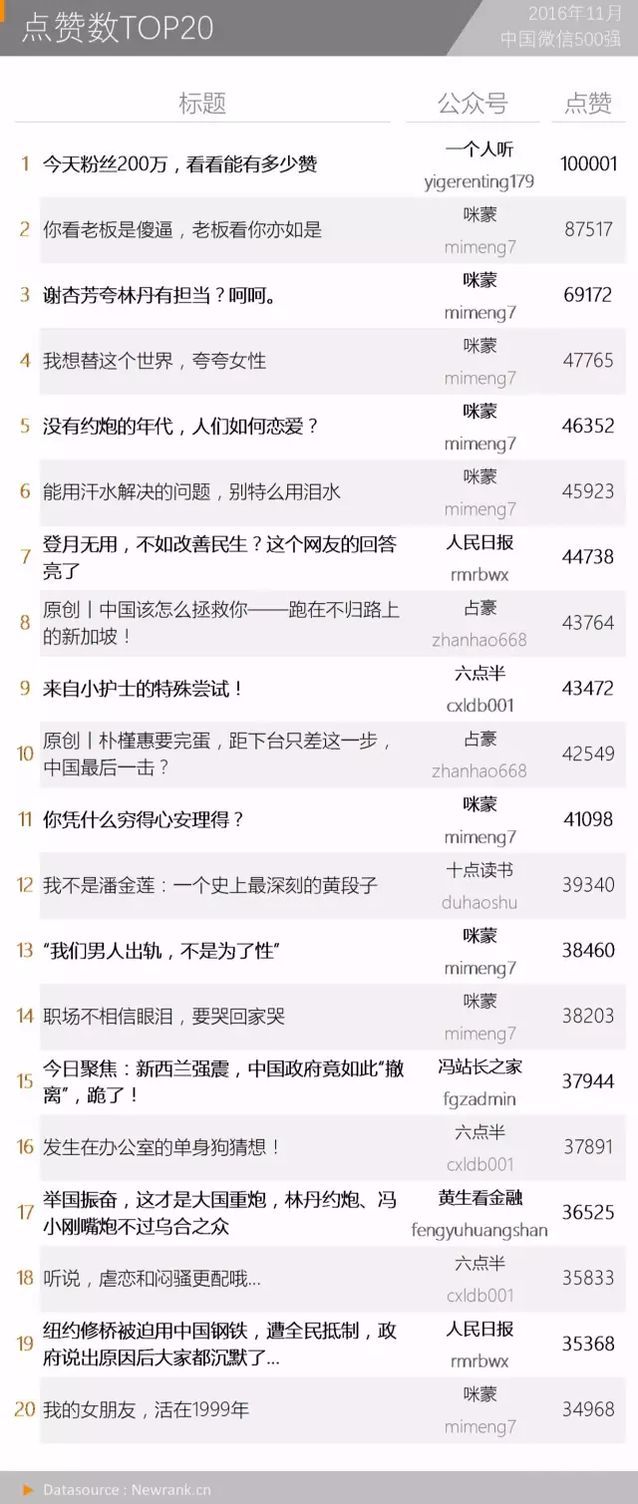 点赞数TOP20
2016年11月
中国微信500强
标题 公众号 点赞
1 今天粉丝200万，看看能有多少赞 一个人听 yigerenting179 100001
2 你看老板是傻逼，老板看你亦如是 咪蒙 mimeng7 87517
3 谢杏芳夸林丹有担当？呵呵。 咪蒙 mimeng7 69172
4 我想替这个世界，夸夸女性 咪蒙 mimeng7 47765
5 没有约炮的年代，人们如何恋爱？ 咪蒙 mimeng7 46352
6 能用汗水解决的问题，别特么用泪水 咪蒙 mimeng7 45923
7 登月无用，不如改善民生？这个网友的回答
亮了 人民日报 rmrbwx 44738
8 原创丨中国该怎么拯救你——跑在不归路上
的新加坡！ 占豪 zhanhao668 43764
9 来自小护士的特殊尝试！ 六点半 cxldb001 43472
10 原创丨朴槿惠要完蛋，距下台只差这一步，
中国最后一击？ 占豪 zhanhao668 42549
11 你凭什么穷得心安理得？ 咪蒙 mimeng7 41098
12 我不是潘金莲：一个史上最深刻的黄段子 十点读书 duhaoshu 39340
13 “我们男人出轨，不是为了性” 咪蒙 mimeng7 38460
14 职场不相信眼泪，要哭回家哭 咪蒙 mimeng7 38203
15 今日聚焦：新西兰强震，中国政府竟如此“撤
离”，跪了！ 冯站长之家 fgzadmin 37944
16 发生在办公室的单身狗猜想！ 六点半 cxldb001 37891
17 举国振奋，这才是大国重炮，林丹约炮、冯
小刚嘴炮不过乌合之众 黄生看金融 fengyuhuangshan 36525
18 听说，虐恋和闷骚更配哦... 六点半 cxldb001 35833
19 纽约修桥被迫用中国钢铁，遭全民抵制，政
府说出原因后大家都沉默了... 人民日报 rmrbwx 35368
20 我的女朋友，活在1999年 咪蒙 mimeng7 34968
Datasource : Newrank.cn